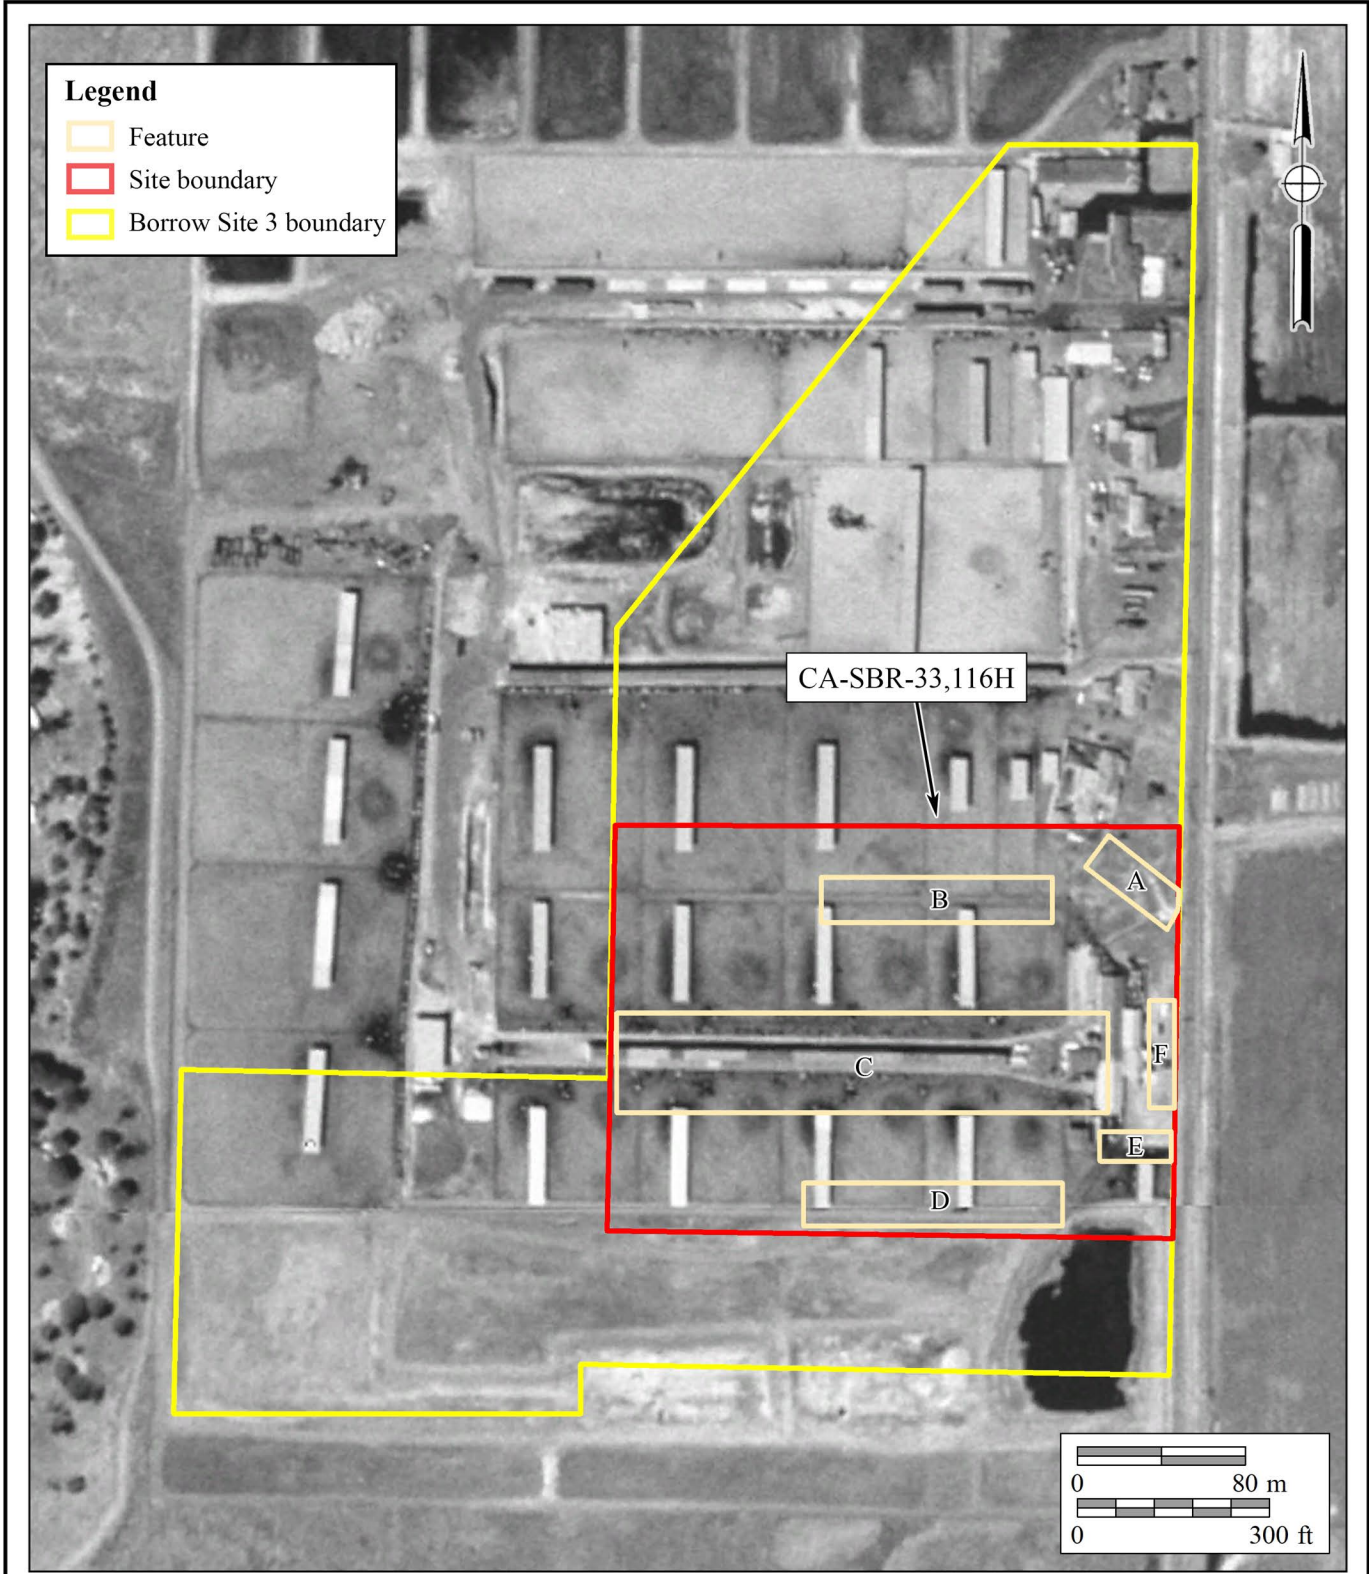 Legend
Feature
Site boundary
Borrow Site 3 boundary
CA-SBR-33,116H
A
B
C
F
E
D
0 80 m
0 300 ft